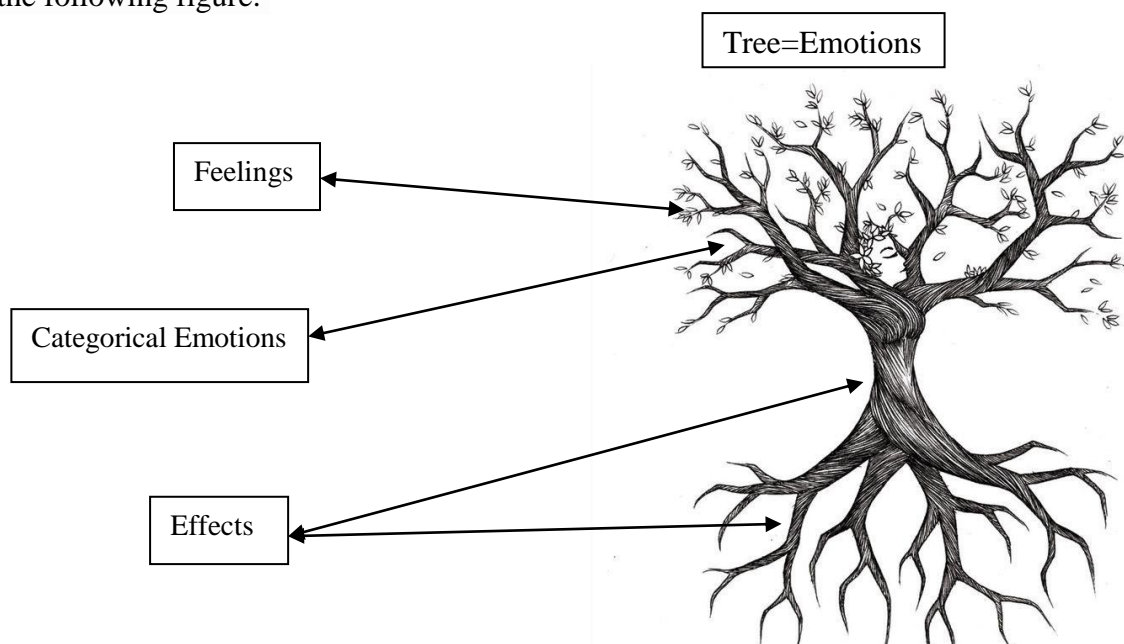 the following figure:
Tree=Emotions
Feelings
Categorical Emotions
Effects